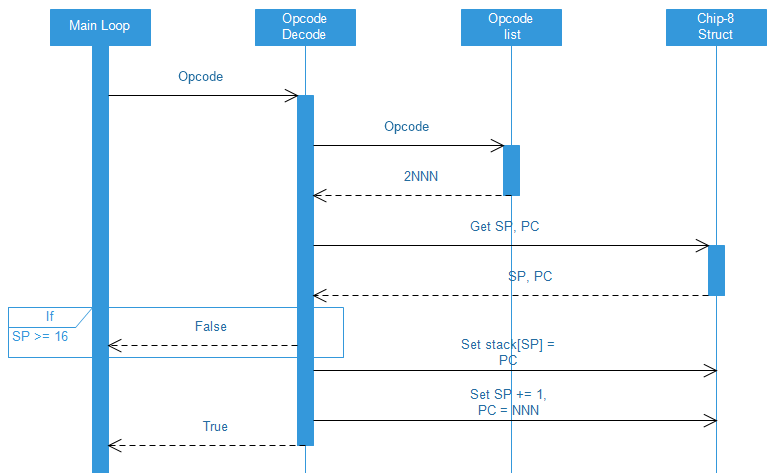 Main Loop
Opcode
Decode
Opcode
list
Chip-8
Struct
Opcode
Opcode
2NNN
Get SP, PC
SP, PC
If
SP >= 16
False
Set stack[SP] =
PC
Set SP += 1,
PC = NNN
True